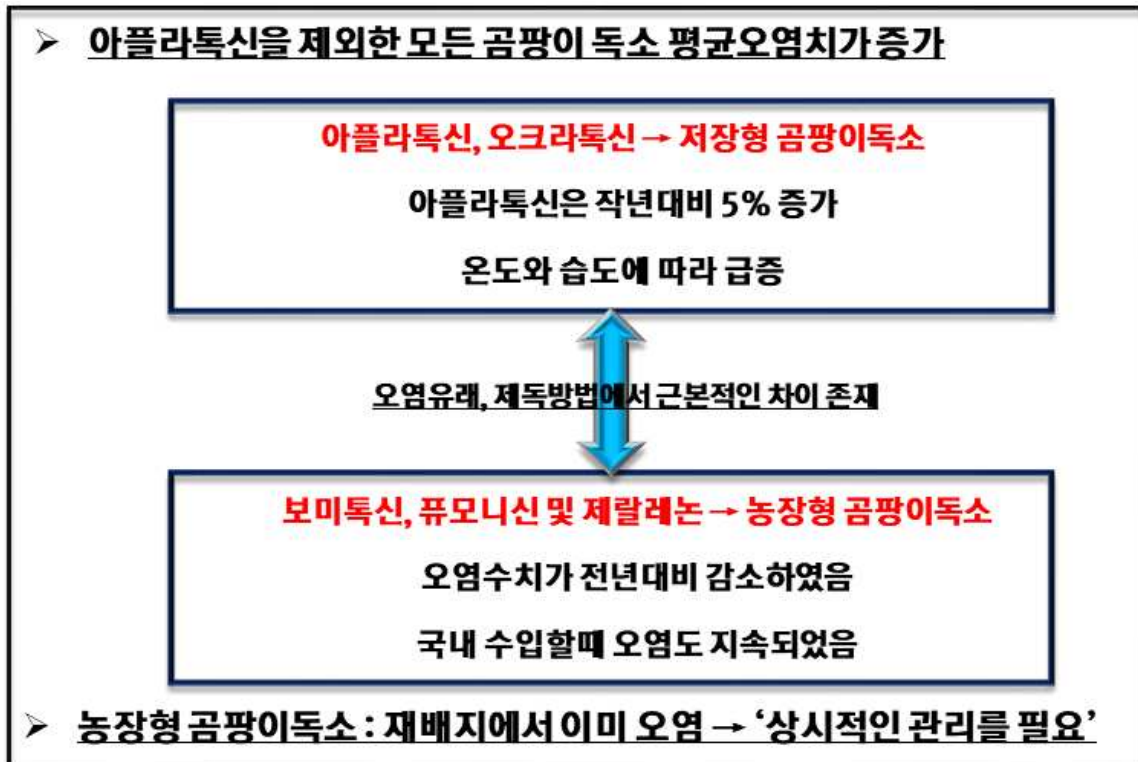 ➢ 아플라톡신을 제외한 모든 곰팡이 독소 평균오염치가 증가
아플라톡신, 오크라톡신 → 저장형 곰팡이독소
아플라톡신은 작년대비 5% 증가
온도와 습도에 따라 급증
오염유래, 제독방법에서 근본적인 차이 존재
보미톡신, 퓨모니신 및 제랄레논 → 농장형 곰팡이독소
오염수치가 전년대비 감소하였음
국내 수입할때 오염도 지속되었음
➢ 농장형 곰팡이독소 : 재배지에서 이미 오염 → ‘상시적인 관리를 필요’